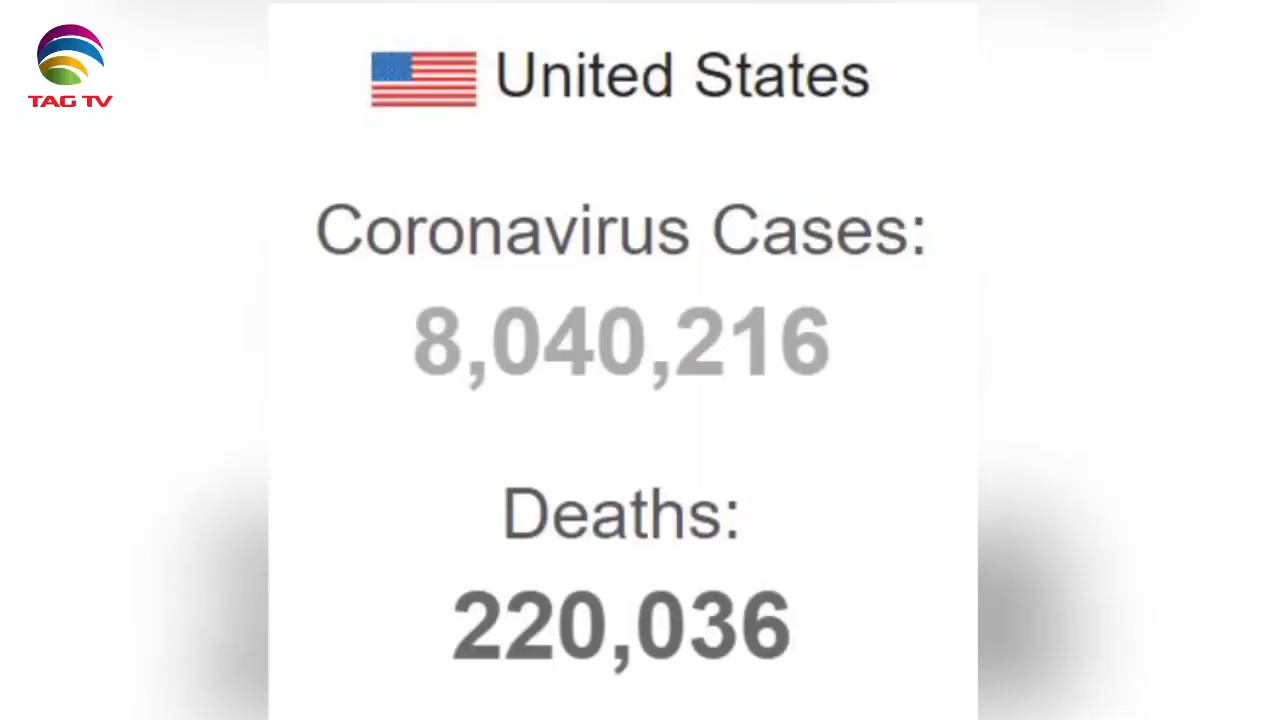 TAG TV
United States
Coronavirus Cases:
8,040,216
Deaths:
220,036